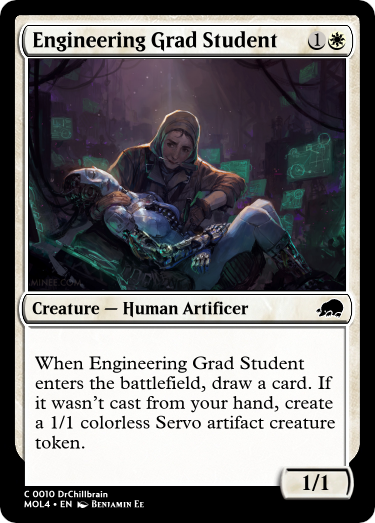 Engineering Grad Student 1
MINEE.COM
Creature — Human Artificer
When Engineering Grad Student
enters the battlefield, draw a card. If
it wasn't cast from your hand, create
a 1/1 colorless Servo artifact creature
token.
1/1
C 0010 DrChillbrain
MOL4 • EN Benjamin Ee